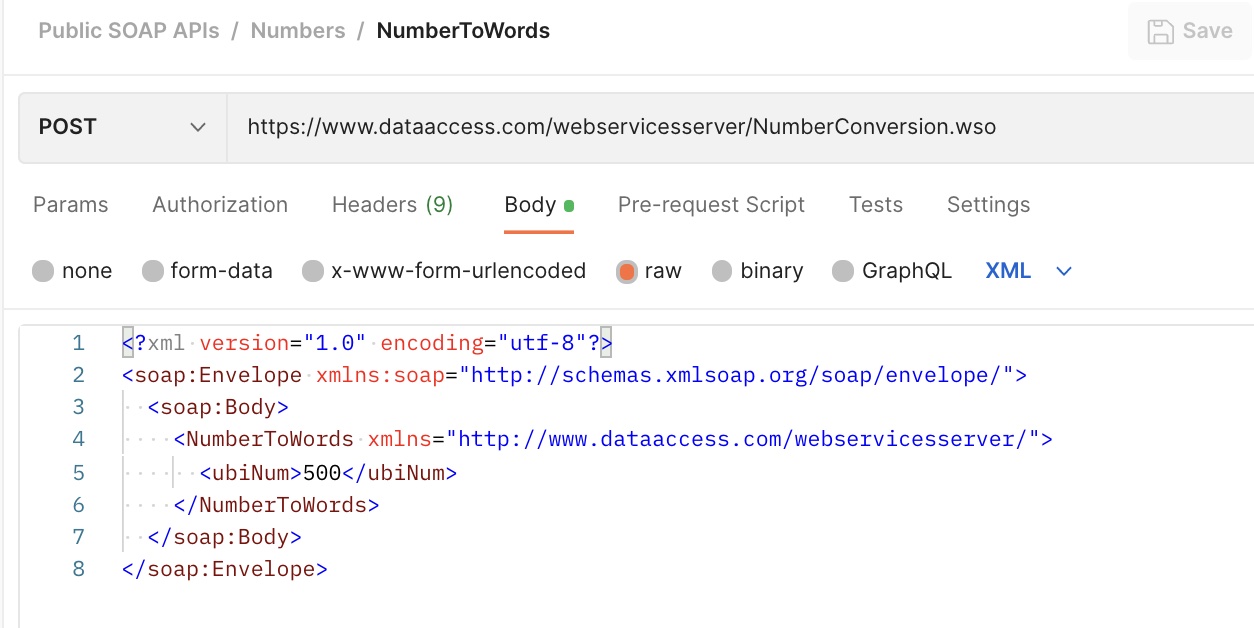 Public SOAP APIs / Numbers / NumberToWords
Save
POST
https://www.dataaccess.com/webservicesserver/NumberConversion.wso
Params Authorization Headers (9) Body Pre-request Script Tests Settings
none form-data x-www-form-urlencoded raw binary GraphQL XML
1 <?xml version="1.0" encoding="utf-8"?>
2 <soap:Envelope xmlns:soap="http://schemas.xmlsoap.org/soap/envelope/">
3   <soap:Body>
4     <NumberToWords xmlns="http://www.dataaccess.com/webservicesserver/">
5       <ubiNum>500</ubiNum>
6     </NumberToWords>
7   </soap:Body>
8 </soap:Envelope>